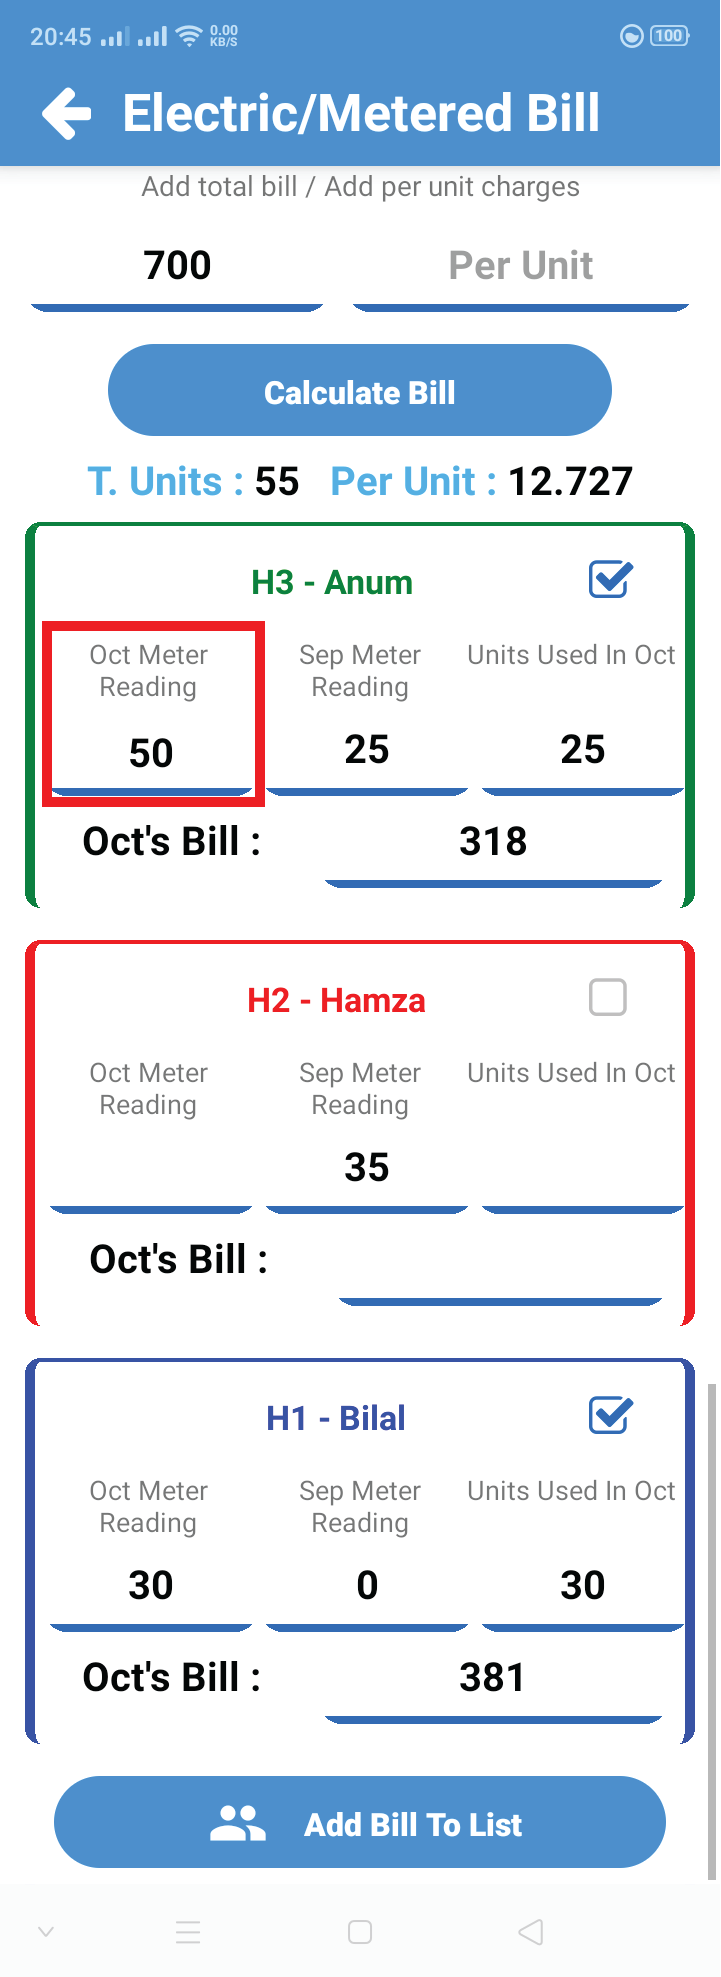 20:45 0.00 KB/S 100
Electric/Metered Bill
Add total bill / Add per unit charges
700 Per Unit
Calculate Bill
T. Units : 55 Per Unit : 12.727
H3 - Anum
Oct Meter Reading Sep Meter Reading Units Used In Oct
50 25 25
Oct's Bill : 318
H2 - Hamza
Oct Meter Reading Sep Meter Reading Units Used In Oct
35
Oct's Bill :
H1 - Bilal
Oct Meter Reading Sep Meter Reading Units Used In Oct
30 0 30
Oct's Bill : 381
Add Bill To List